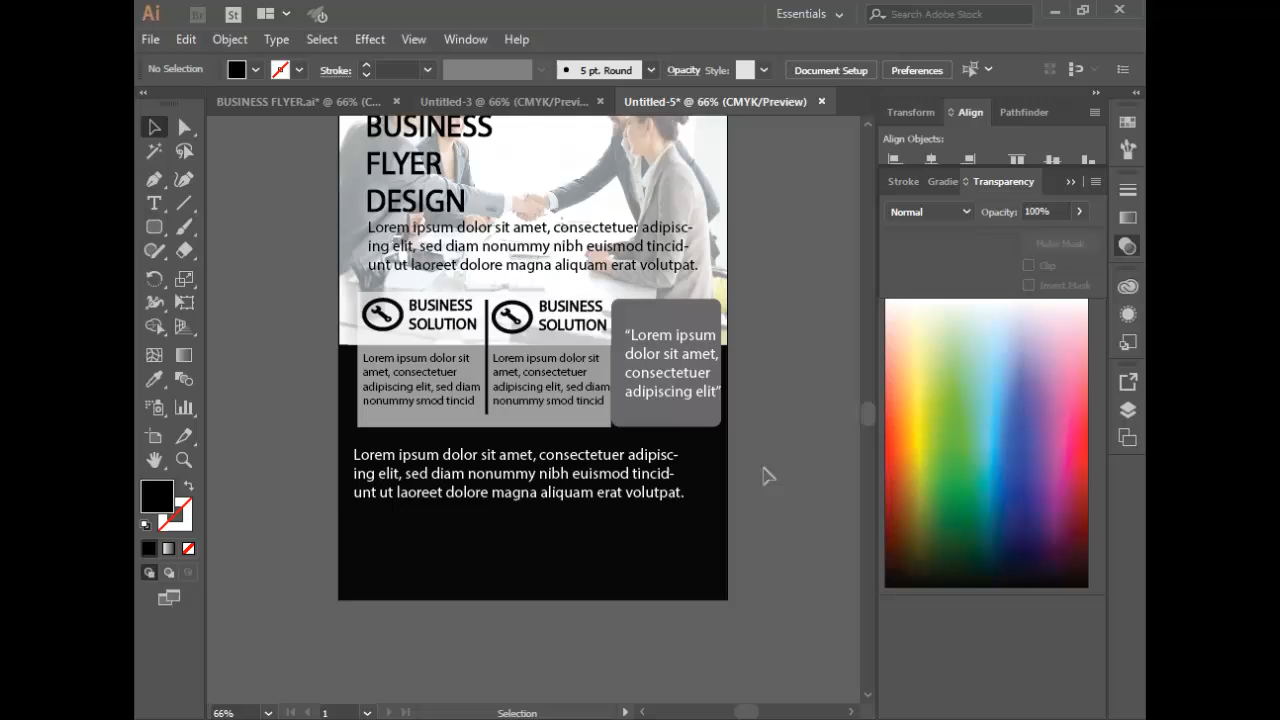 Ai Br St Essentials Search Adobe Stock
File Edit Object Type Select Effect View Window Help
No Selection Stroke: 5 pt. Round Opacity Style: Document Setup Preferences
BUSINESS FLYER.ai* @ 66% (C... Untitled-3 @ 66% (CMYK/Previ... Untitled-5* @ 66% (CMYK/Preview)
Transform Align Pathfinder
Align Objects:
Stroke Gradie Transparency
Normal Opacity: 100%
Make Mask
Clip
Invert Mask
BUSINESS
FLYER
DESIGN
Lorem ipsum dolor sit amet, consectetuer adipisc-
ing elit, sed diam nonummy nibh euismod tincid-
unt ut laoreet dolore magna aliquam erat volutpat.
BUSINESS
SOLUTION
Lorem ipsum dolor sit
amet, consectetuer
adipiscing elit, sed diam
nonummy smod tincid
BUSINESS
SOLUTION
Lorem ipsum dolor sit
amet, consectetuer
adipiscing elit, sed diam
nonummy smod tincid
“Lorem ipsum
dolor sit amet,
consectetuer
adipiscing elit”
Lorem ipsum dolor sit amet, consectetuer adipisc-
ing elit, sed diam nonummy nibh euismod tincid-
unt ut laoreet dolore magna aliquam erat volutpat.
66% 1 Selection